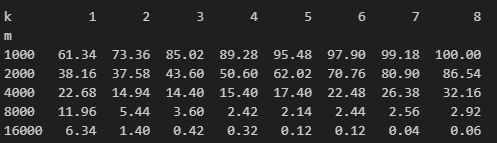 k 1 2 3 4 5 6 7 8
m
1000 61.34 73.36 85.02 89.28 95.48 97.90 99.18 100.00
2000 38.16 37.58 43.60 50.60 62.02 70.76 80.90 86.54
4000 22.68 14.94 14.40 15.40 17.40 22.48 26.38 32.16
8000 11.96 5.44 3.60 2.42 2.14 2.44 2.56 2.92
16000 6.34 1.40 0.42 0.32 0.12 0.12 0.04 0.06